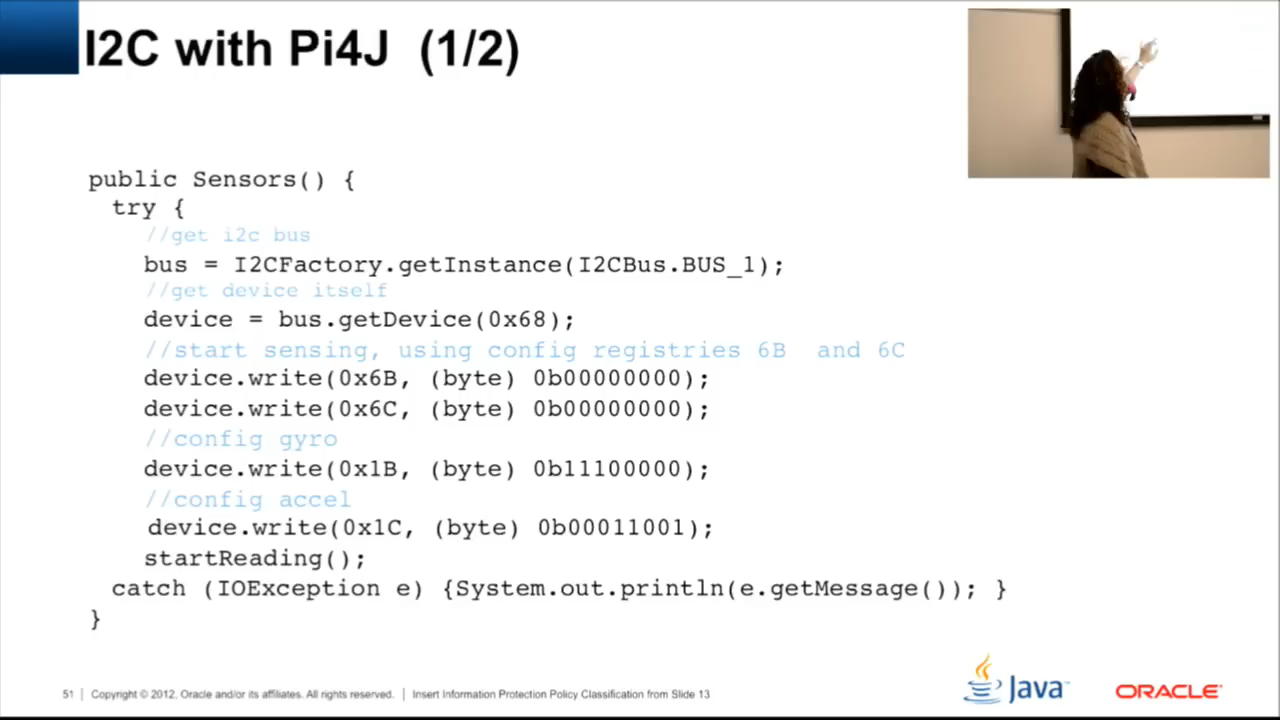 I2C with Pi4J (1/2)
public Sensors() {
try {
//get i2c bus
bus = I2CFactory.getInstance(I2CBus.BUS_1);
//get device itself
device = bus.getDevice(0x68);
//start sensing, using config registries 6B and 6C
device.write(0x6B, (byte) 0b00000000);
device.write(0x6C, (byte) 0b00000000);
//config gyro
device.write(0x1B, (byte) 0b11100000);
//config accel
device.write(0x1C, (byte) 0b00011001);
startReading();
catch (IOException e) {System.out.println(e.getMessage()); }
}
51 | Copyright © 2012, Oracle and/or its affiliates. All rights reserved. | Insert Information Protection Policy Classification from Slide 13
Java™
ORACLE®